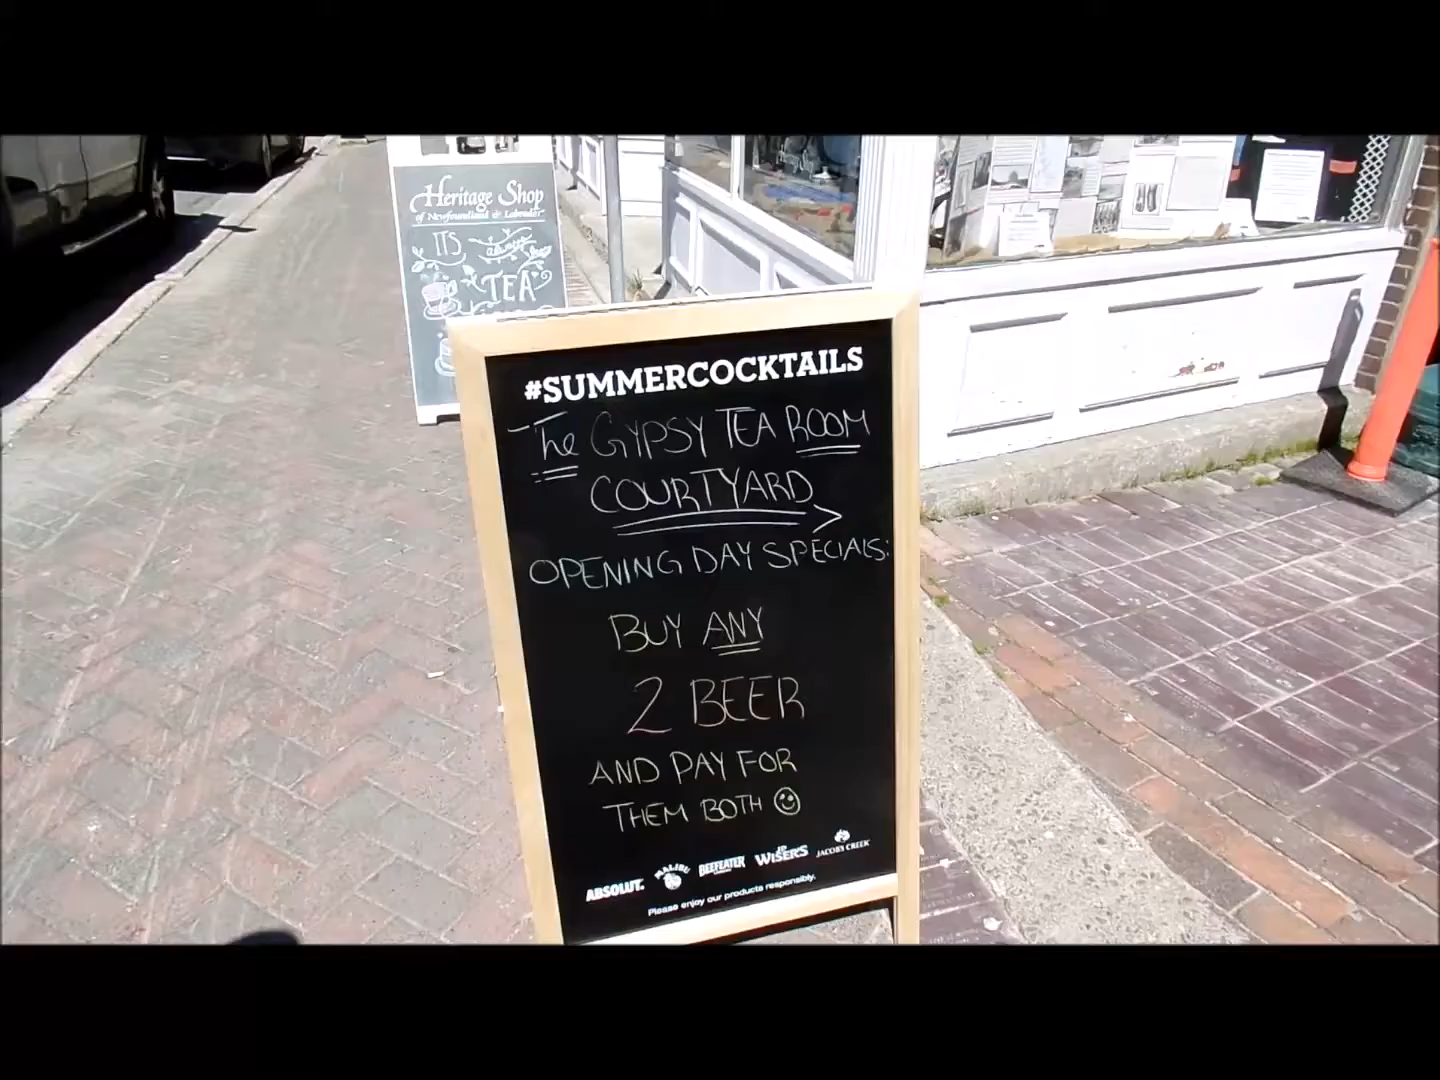 Heritage Shop
of Newfoundland & Labrador
ITS always
TEA
#SUMMERCOCKTAILS
The GYPSY TEA ROOM
COURTYARD
OPENING DAY SPECIALS:
BUY ANY
2 BEER
AND PAY FOR
THEM BOTH
ABSOLUT. MALIBU BEEFEATER J.P. WISER'S JACOB'S CREEK
Please enjoy our products responsibly.